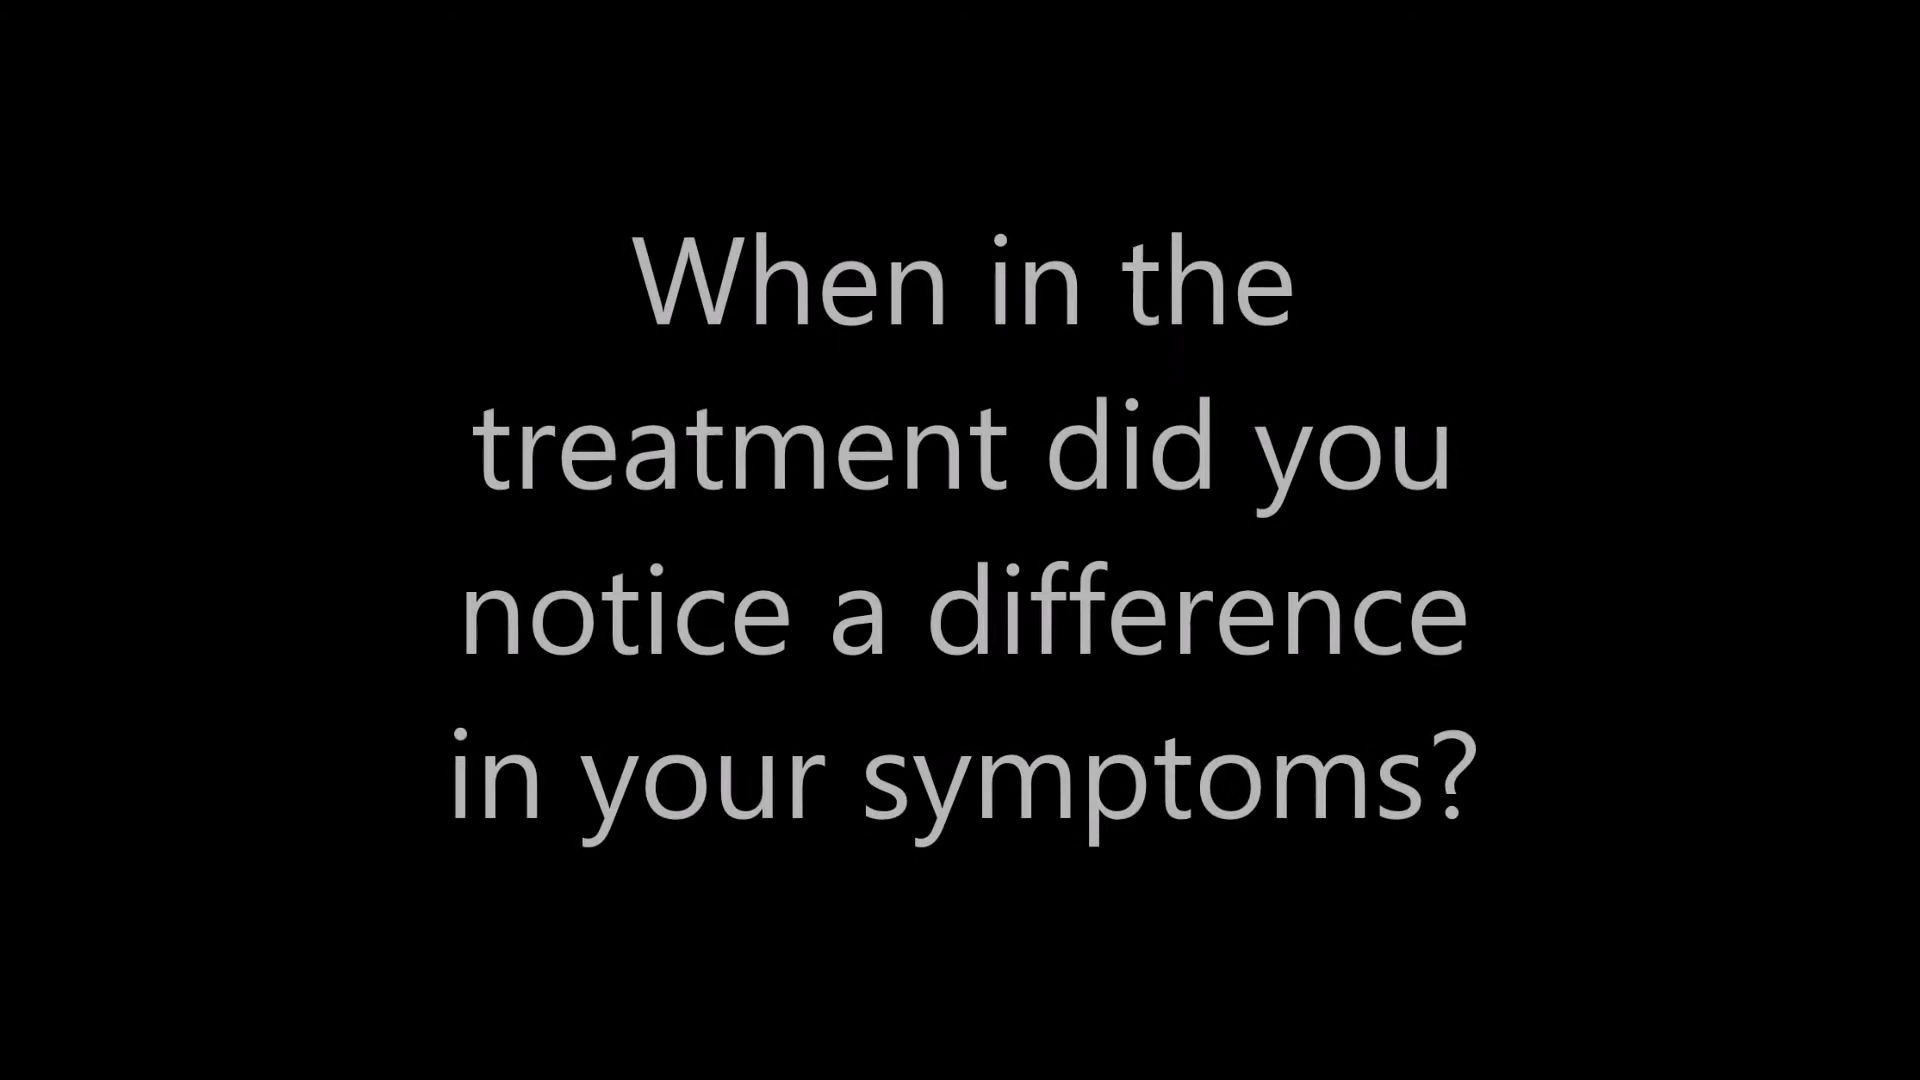 When in the
treatment did you
notice a difference
in your symptoms?